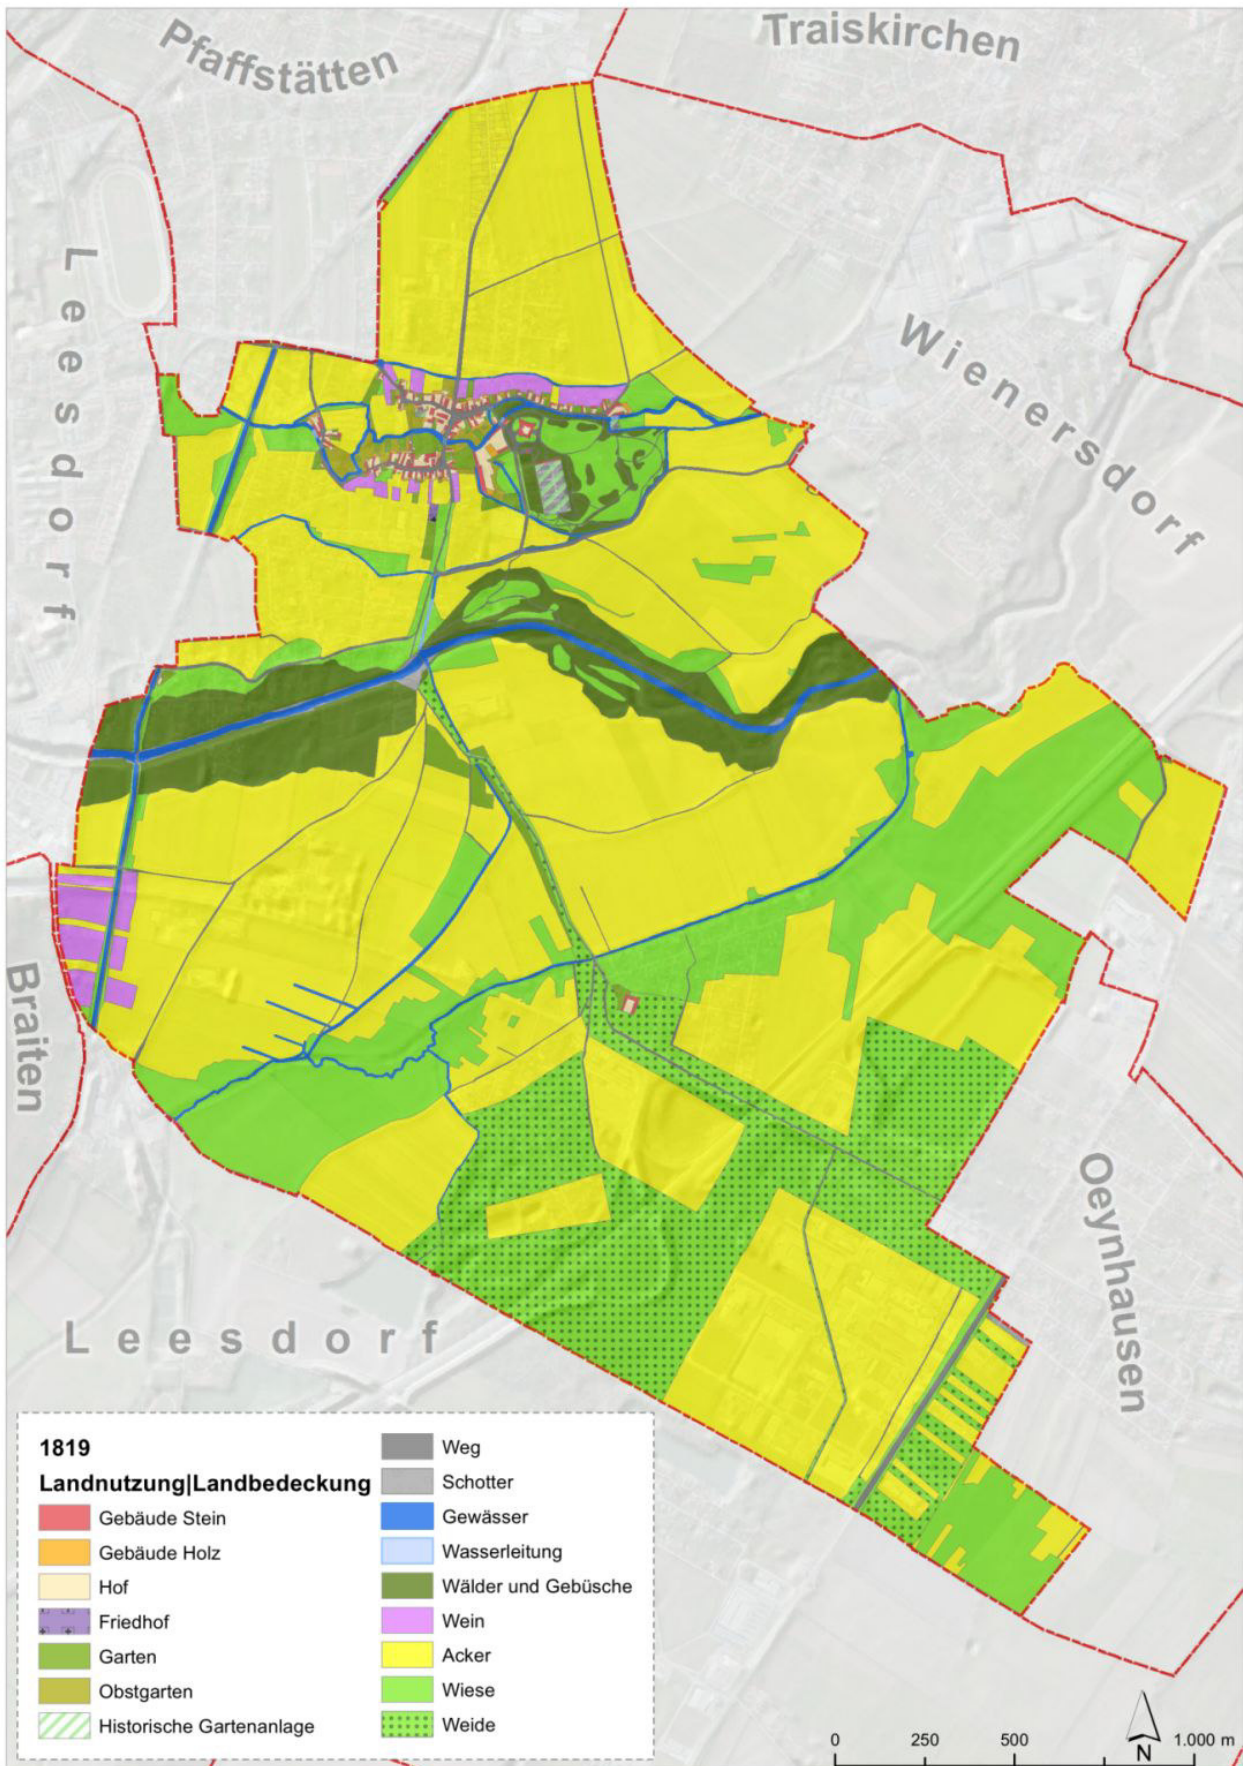 Pfaffstätten
Traiskirchen
Leesdorf
Wienersdorf
Braiten
Oeynhausen
Leesdorf
1819
Landnutzung|Landbedeckung
Gebäude Stein
Gebäude Holz
Hof
Friedhof
Garten
Obstgarten
Historische Gartenanlage
Weg
Schotter
Gewässer
Wasserleitung
Wälder und Gebüsche
Wein
Acker
Wiese
Weide
0 250 500 1.000 m
N